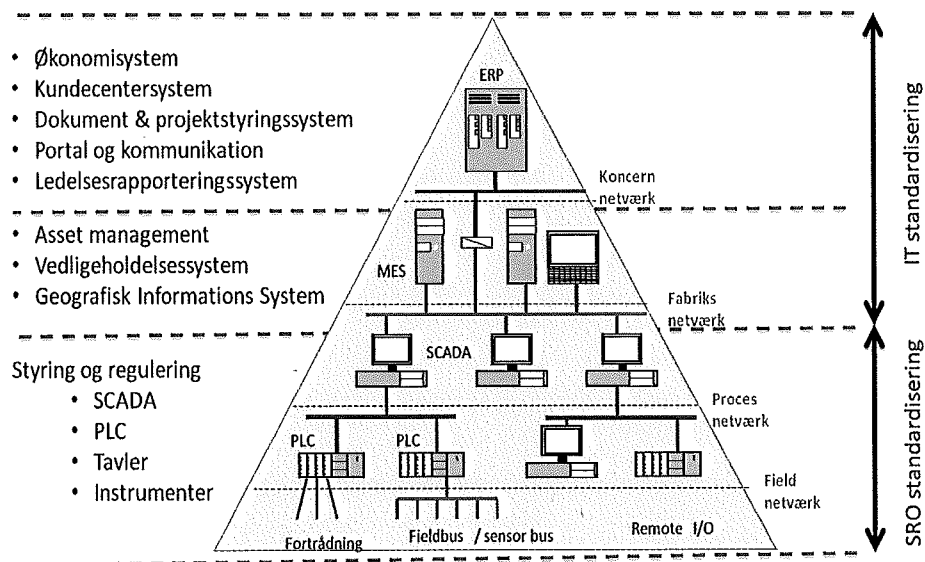 • Økonomisystem
• Kundecentersystem
• Dokument & projektstyringssystem
• Portal og kommunikation
• Ledelsesrapporteringssystem
• Asset management
• Vedligeholdelsessystem
• Geografisk Informations System
Styring og regulering
• SCADA
• PLC
• Tavler
• Instrumenter
ERP
Koncern
netværk
MES
Fabriks
netværk
SCADA
Proces
netværk
PLC
PLC
Field
netværk
Fortrådning
Fieldbus / sensor bus
Remote I/O
IT standardisering
SRO standardisering